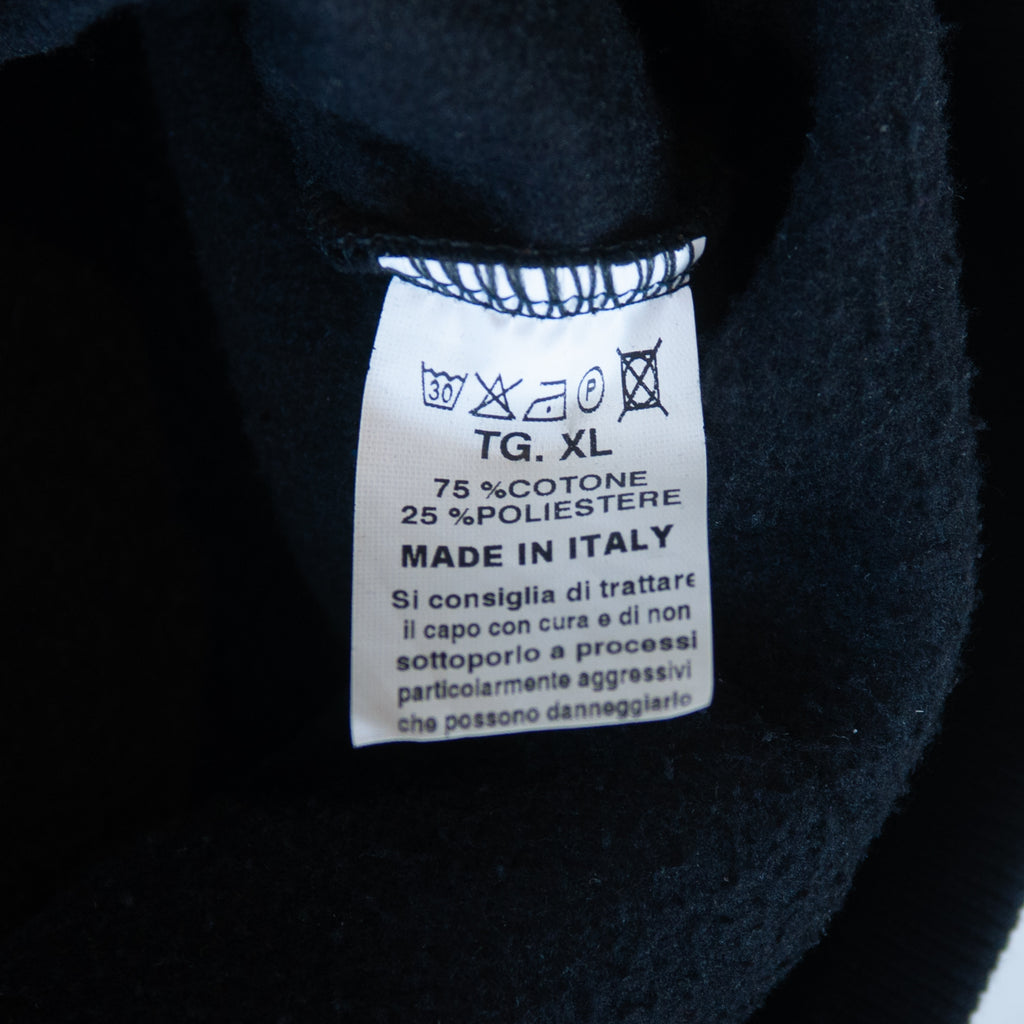 30 P
TG. XL
75 %COTONE
25 %POLIESTERE
MADE IN ITALY
Si consiglia di trattare
il capo con cura e di non
sottoporlo a processi
particolarmente aggressivi
che possono danneggiarlo